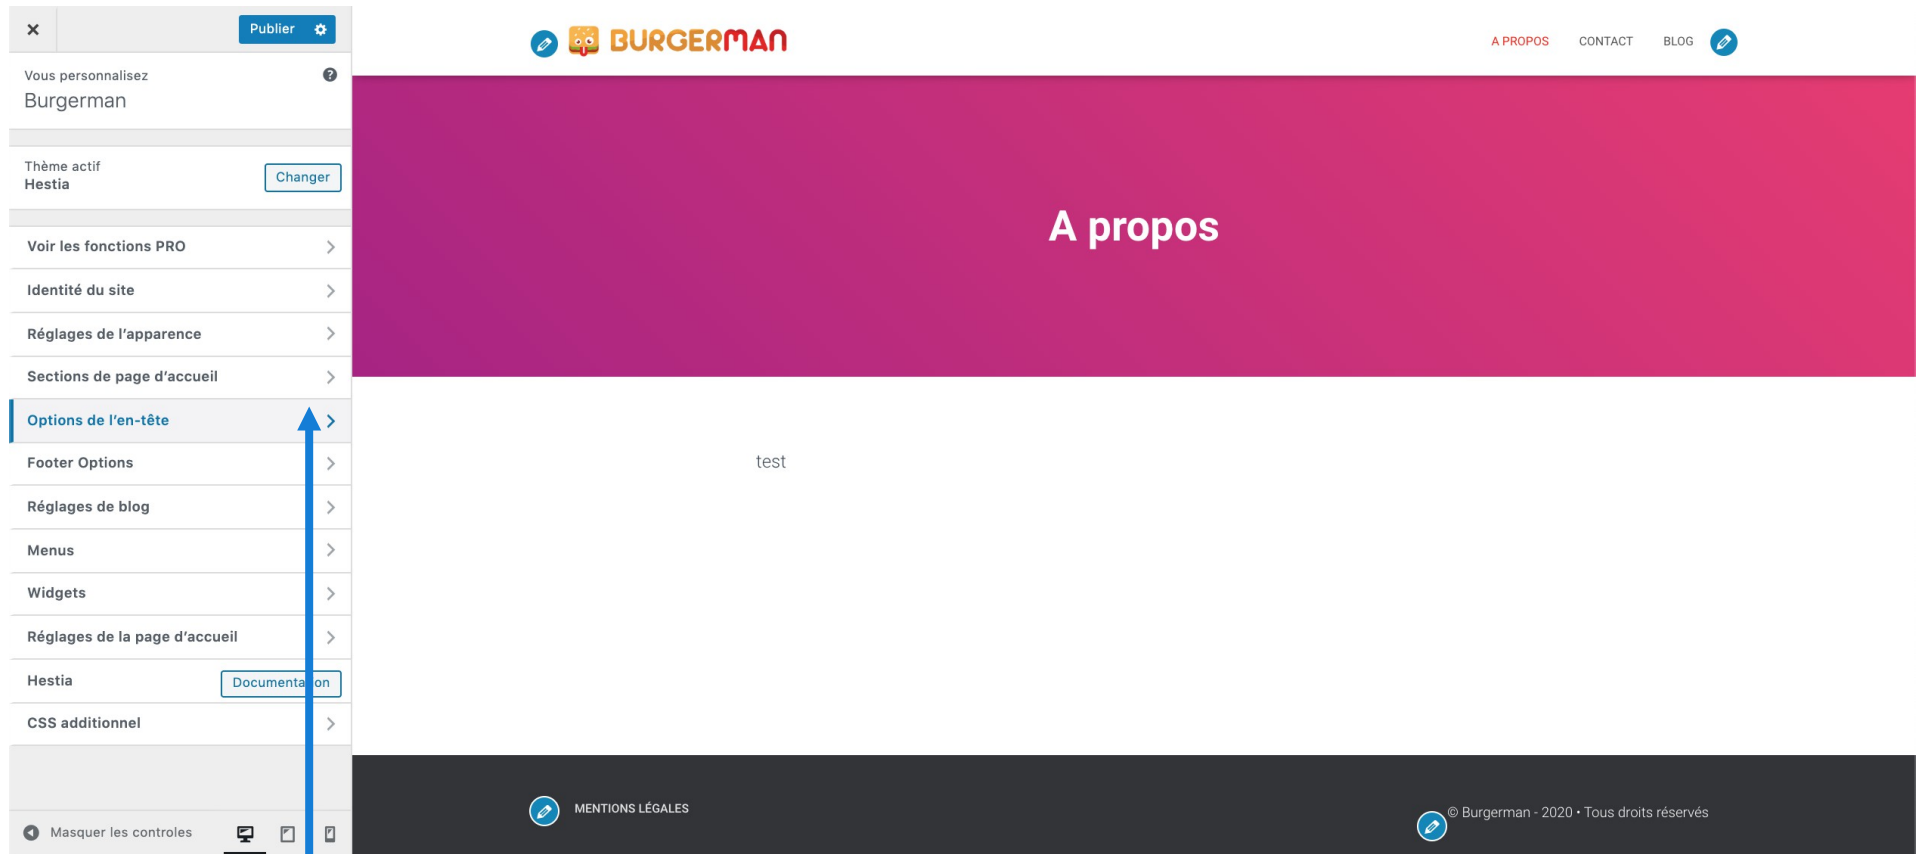 Publier
Vous personnalisez
Burgerman
Thème actif
Hestia
Changer
Voir les fonctions PRO
Identité du site
Réglages de l'apparence
Sections de page d'accueil
Options de l'en-tête
Footer Options
Réglages de blog
Menus
Widgets
Réglages de la page d'accueil
Hestia
Documentation
CSS additionnel
Masquer les controles
BURGERMAN
A PROPOS CONTACT BLOG
A propos
test
MENTIONS LÉGALES
© Burgerman - 2020 • Tous droits réservés